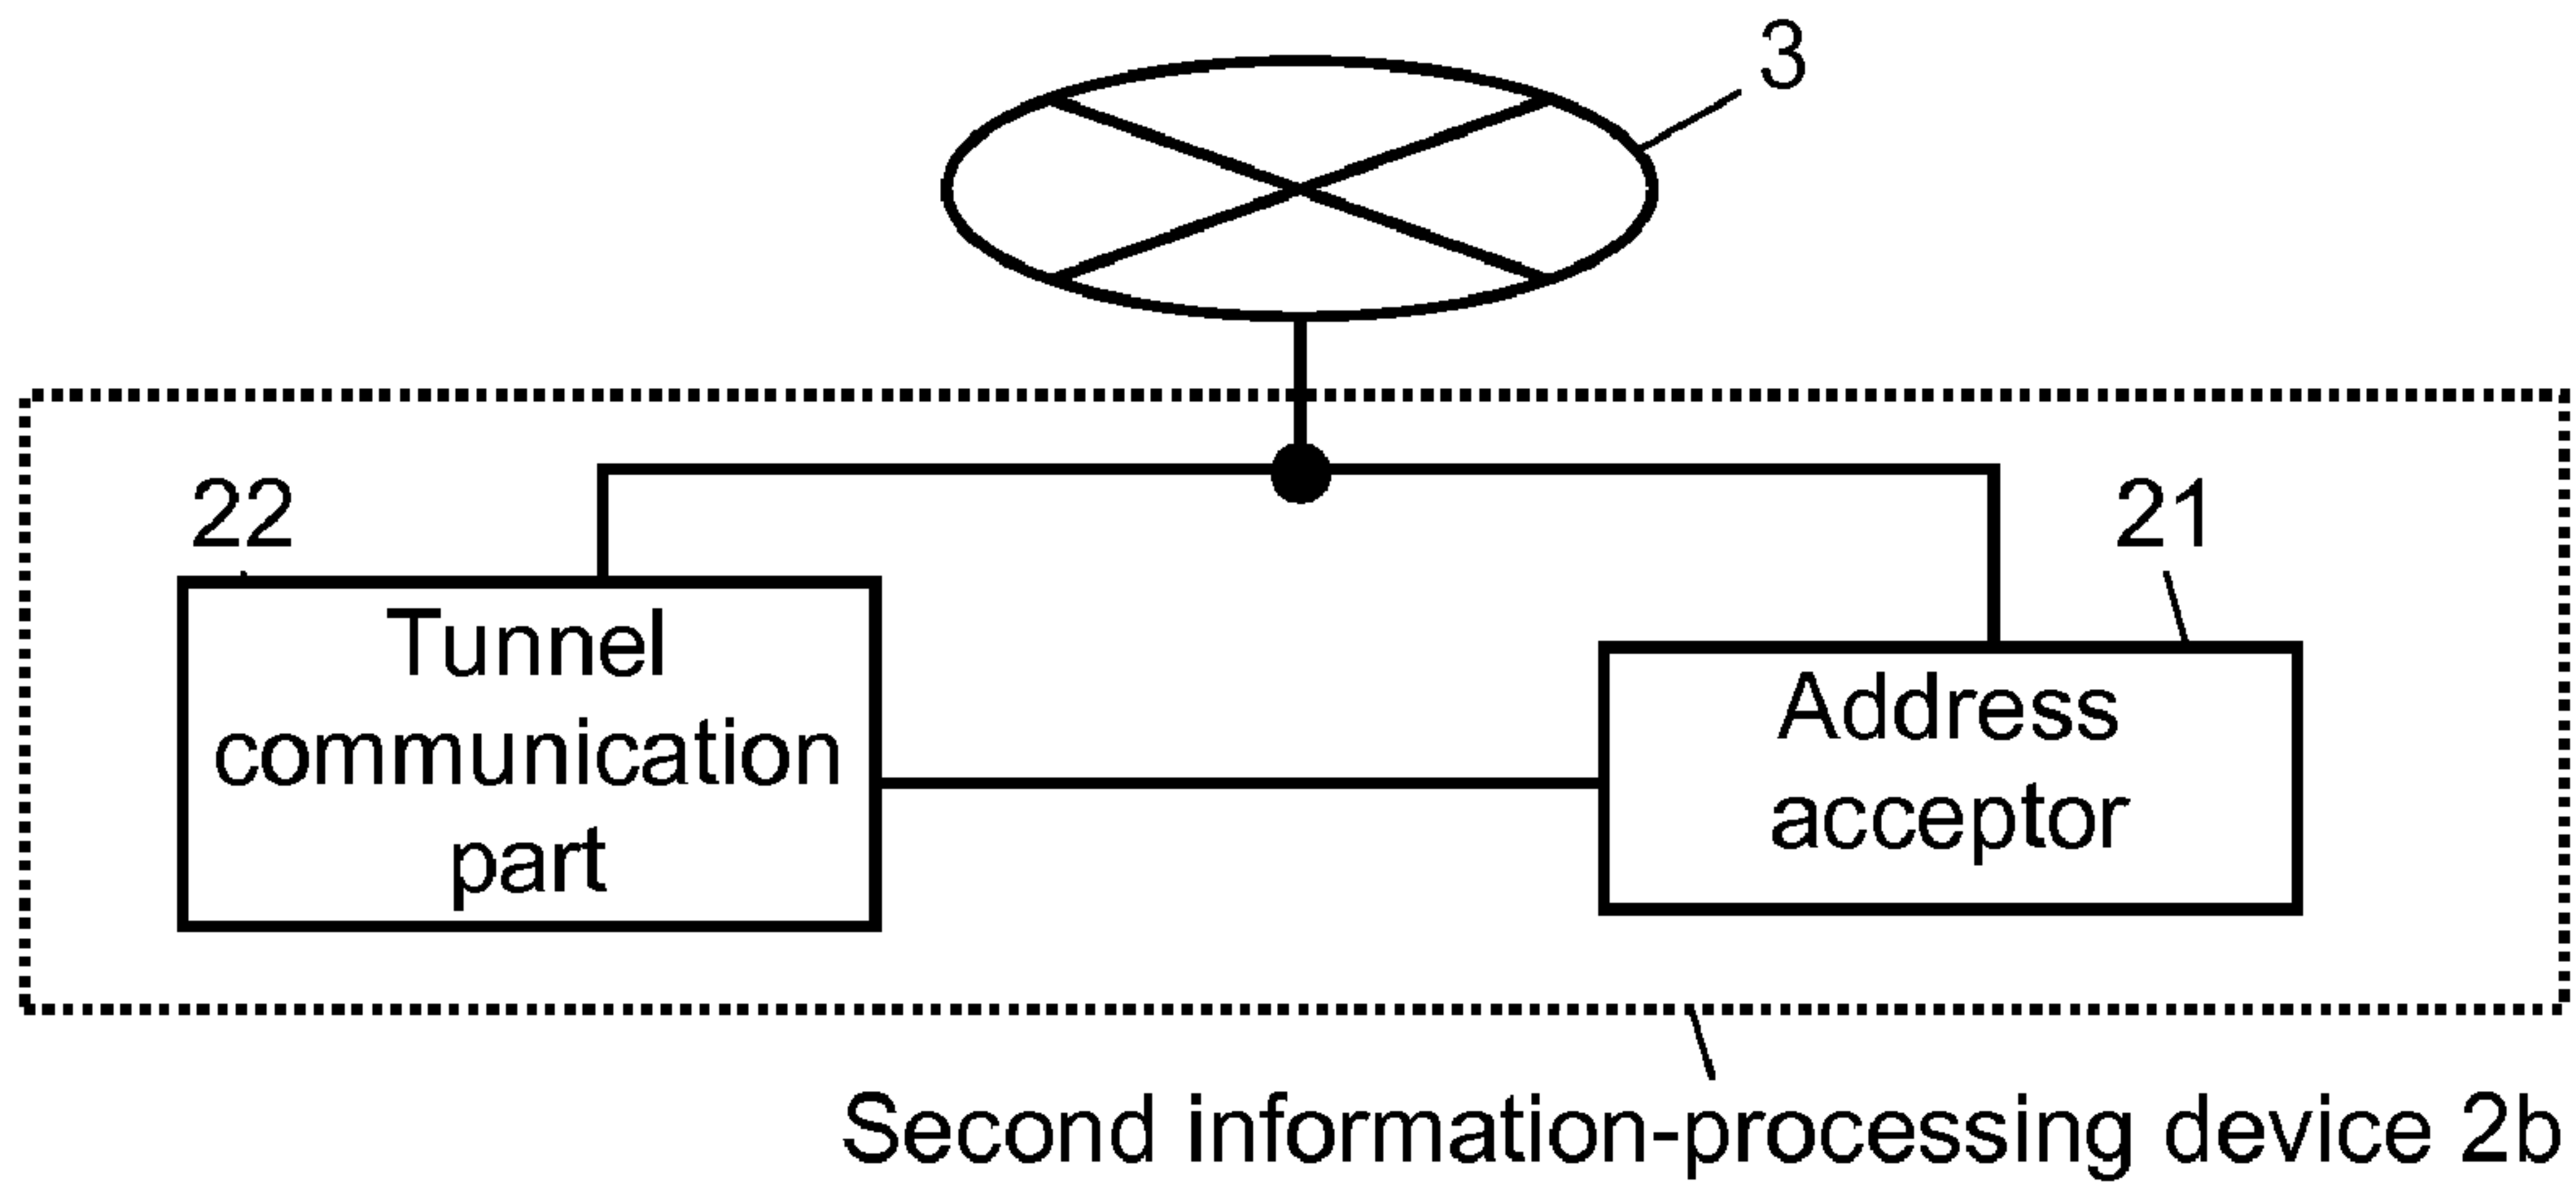 3
22
21
Tunnel
communication
part
Address
acceptor
Second information-processing device 2b